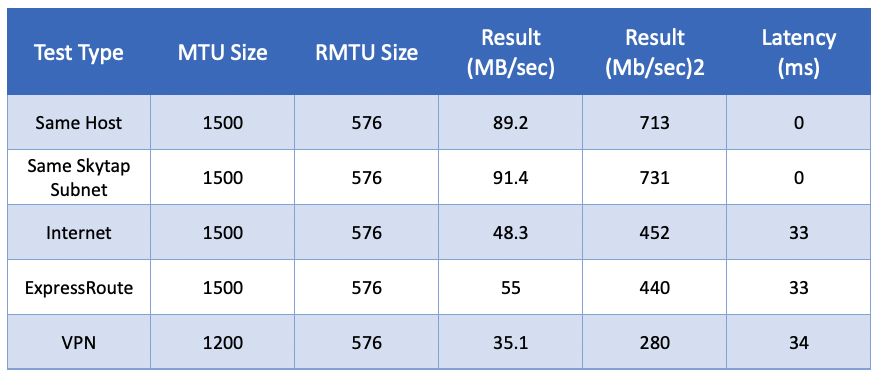 Test Type MTU Size RMTU Size Result (MB/sec) Result (Mb/sec)2 Latency (ms)
Same Host 1500 576 89.2 713 0
Same Skytap Subnet 1500 576 91.4 731 0
Internet 1500 576 48.3 452 33
ExpressRoute 1500 576 55 440 33
VPN 1200 576 35.1 280 34